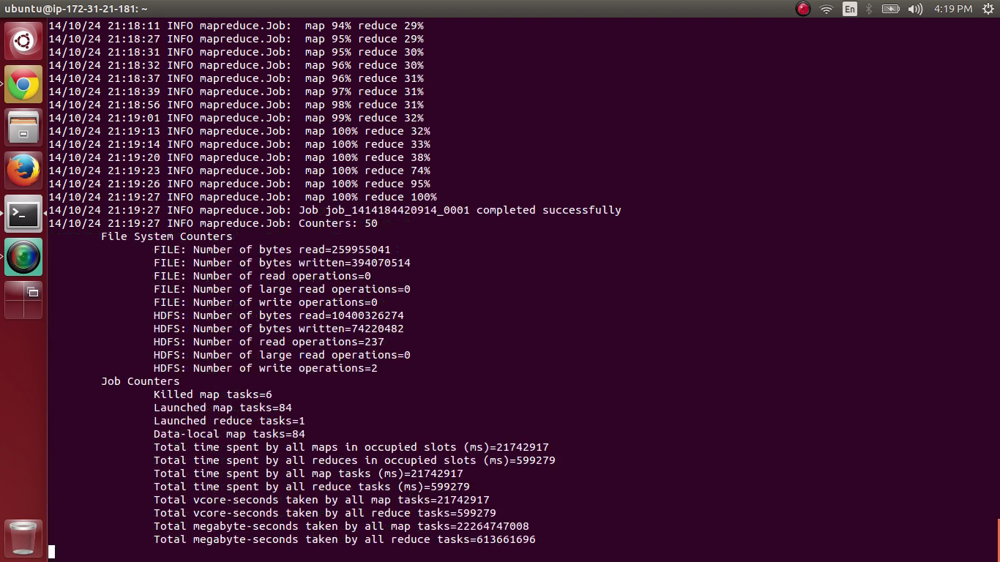 ubuntu@ip-172-31-21-181: ~
En
4:19 PM
14/10/24 21:18:11 INFO mapreduce.Job:  map 94% reduce 29%
14/10/24 21:18:27 INFO mapreduce.Job:  map 95% reduce 29%
14/10/24 21:18:31 INFO mapreduce.Job:  map 95% reduce 30%
14/10/24 21:18:32 INFO mapreduce.Job:  map 96% reduce 30%
14/10/24 21:18:37 INFO mapreduce.Job:  map 96% reduce 31%
14/10/24 21:18:39 INFO mapreduce.Job:  map 97% reduce 31%
14/10/24 21:18:56 INFO mapreduce.Job:  map 98% reduce 31%
14/10/24 21:19:01 INFO mapreduce.Job:  map 99% reduce 32%
14/10/24 21:19:13 INFO mapreduce.Job:  map 100% reduce 32%
14/10/24 21:19:14 INFO mapreduce.Job:  map 100% reduce 33%
14/10/24 21:19:20 INFO mapreduce.Job:  map 100% reduce 38%
14/10/24 21:19:23 INFO mapreduce.Job:  map 100% reduce 74%
14/10/24 21:19:26 INFO mapreduce.Job:  map 100% reduce 95%
14/10/24 21:19:27 INFO mapreduce.Job:  map 100% reduce 100%
14/10/24 21:19:27 INFO mapreduce.Job: Job job_1414184420914_0001 completed successfully
14/10/24 21:19:27 INFO mapreduce.Job: Counters: 50
File System Counters
FILE: Number of bytes read=259955041
FILE: Number of bytes written=394070514
FILE: Number of read operations=0
FILE: Number of large read operations=0
FILE: Number of write operations=0
HDFS: Number of bytes read=10400326274
HDFS: Number of bytes written=74220482
HDFS: Number of read operations=237
HDFS: Number of large read operations=0
HDFS: Number of write operations=2
Job Counters
Killed map tasks=6
Launched map tasks=84
Launched reduce tasks=1
Data-local map tasks=84
Total time spent by all maps in occupied slots (ms)=21742917
Total time spent by all reduces in occupied slots (ms)=599279
Total time spent by all map tasks (ms)=21742917
Total time spent by all reduce tasks (ms)=599279
Total vcore-seconds taken by all map tasks=21742917
Total vcore-seconds taken by all reduce tasks=599279
Total megabyte-seconds taken by all map tasks=22264747008
Total megabyte-seconds taken by all reduce tasks=613661696